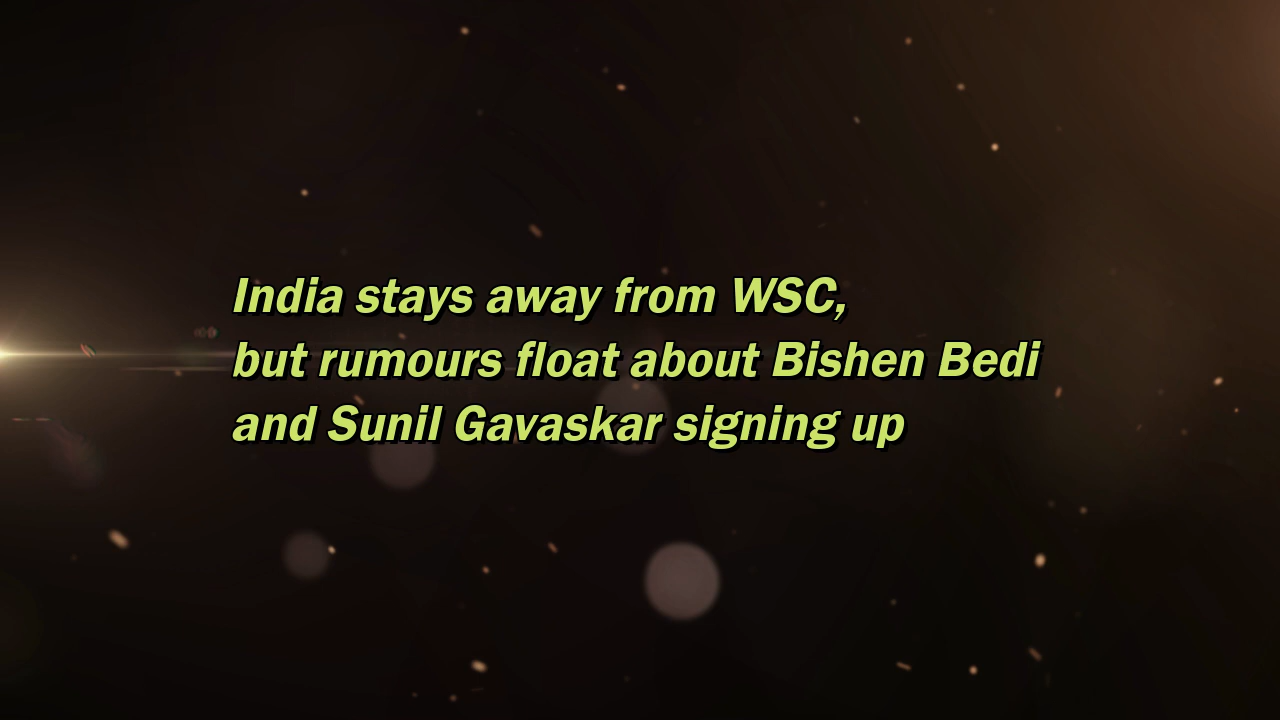 India stays away from WSC,
but rumours float about Bishen Bedi
and Sunil Gavaskar signing up